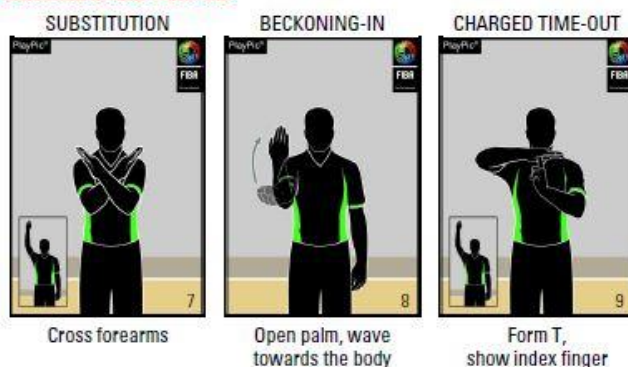 SUBSTITUTION
BECKONING-IN
CHARGED TIME-OUT
PlayPic®
FIBA
PlayPic®
FIBA
PlayPic®
FIBA
7
8
9
Cross forearms
Open palm, wave
towards the body
Form T,
show index finger